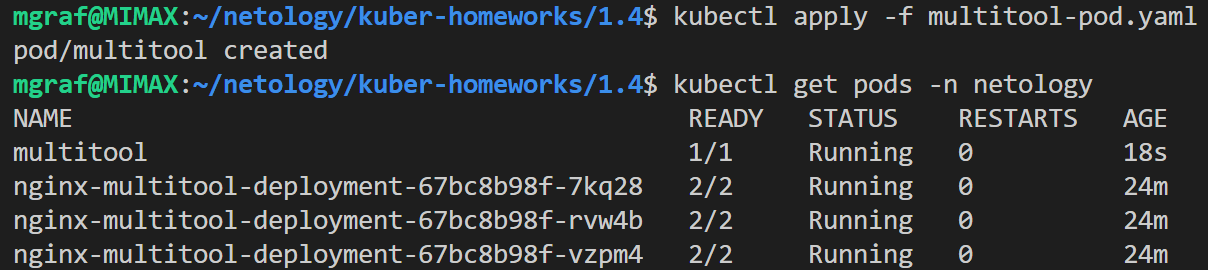 mgraf@MIMAX:~/netology/kuber-homeworks/1.4$ kubectl apply -f multitool-pod.yaml
pod/multitool created
mgraf@MIMAX:~/netology/kuber-homeworks/1.4$ kubectl get pods -n netology
NAME READY STATUS RESTARTS AGE
multitool 1/1 Running 0 18s
nginx-multitool-deployment-67bc8b98f-7kq28 2/2 Running 0 24m
nginx-multitool-deployment-67bc8b98f-rvw4b 2/2 Running 0 24m
nginx-multitool-deployment-67bc8b98f-vzpm4 2/2 Running 0 24m